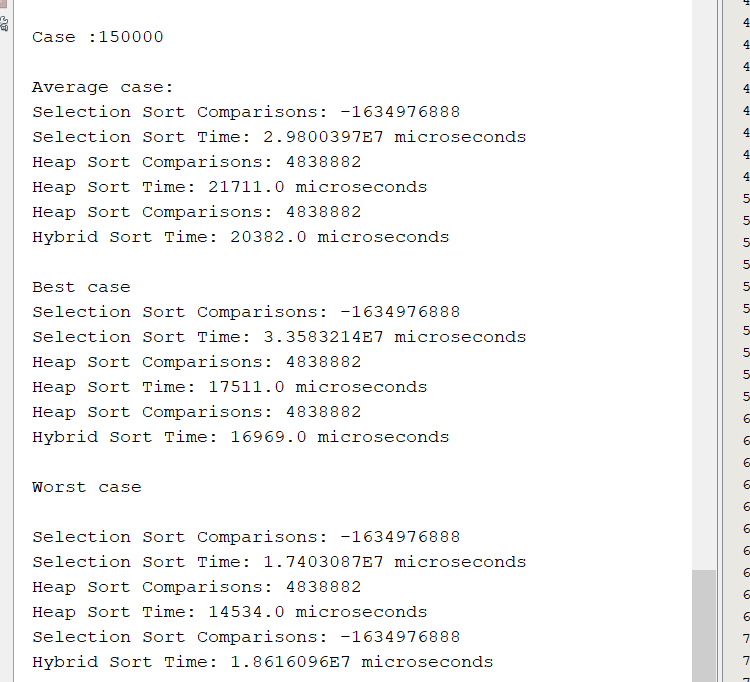 Case :150000
Average case:
Selection Sort Comparisons: -1634976888
Selection Sort Time: 2.9800397E7 microseconds
Heap Sort Comparisons: 4838882
Heap Sort Time: 21711.0 microseconds
Heap Sort Comparisons: 4838882
Hybrid Sort Time: 20382.0 microseconds
Best case
Selection Sort Comparisons: -1634976888
Selection Sort Time: 3.3583214E7 microseconds
Heap Sort Comparisons: 4838882
Heap Sort Time: 17511.0 microseconds
Heap Sort Comparisons: 4838882
Hybrid Sort Time: 16969.0 microseconds
Worst case
Selection Sort Comparisons: -1634976888
Selection Sort Time: 1.7403087E7 microseconds
Heap Sort Comparisons: 4838882
Heap Sort Time: 14534.0 microseconds
Selection Sort Comparisons: -1634976888
Hybrid Sort Time: 1.8616096E7 microseconds